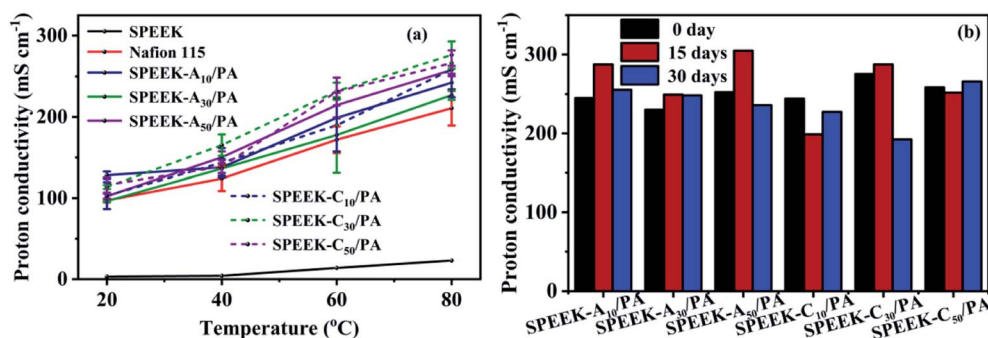 (a)
Proton conductivity (mS cm⁻¹)
300
200
100
0
SPEEK
Nafion 115
SPEEK-A₁₀/PA
SPEEK-A₃₀/PA
SPEEK-A₅₀/PA
SPEEK-C₁₀/PA
SPEEK-C₃₀/PA
SPEEK-C₅₀/PA
20 40 60 80
Temperature (°C)
(b)
Proton conductivity (mS cm⁻¹)
300
200
100
0
0 day
15 days
30 days
SPEEK-A₁₀/PA
SPEEK-A₃₀/PA
SPEEK-A₅₀/PA
SPEEK-C₁₀/PA
SPEEK-C₃₀/PA
SPEEK-C₅₀/PA